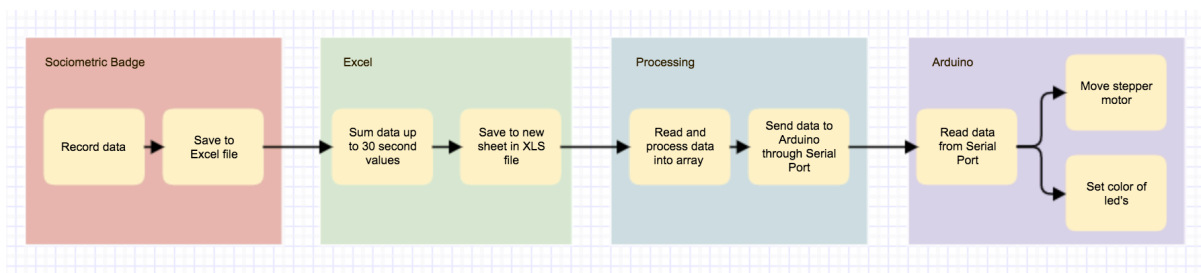 Sociometric Badge
Record data
Save to
Excel file
Excel
Sum data up
to 30 second
values
Save to new
sheet in XLS
file
Processing
Read and
process data
into array
Send data to
Arduino
through Serial
Port
Arduino
Read data
from Serial
Port
Move stepper
motor
Set color of
led's